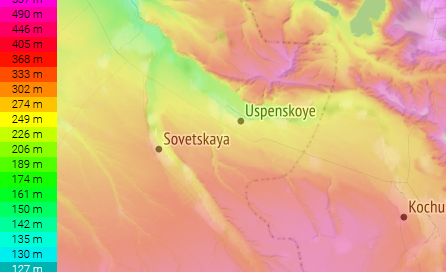 490 m
446 m
405 m
368 m
333 m
302 m
274 m
249 m
226 m
206 m
189 m
174 m
161 m
150 m
142 m
135 m
130 m
127 m
Uspenskoye
Sovetskaya
Kochu